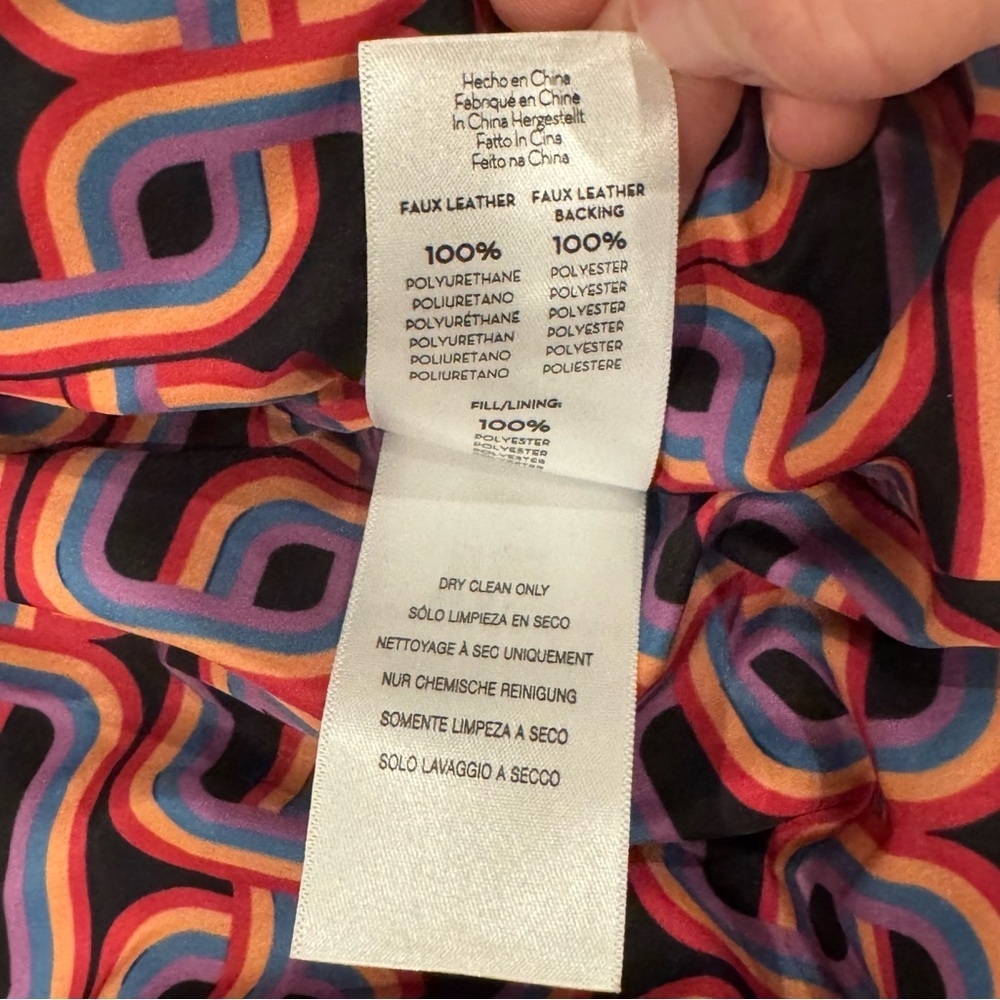 Hecho en China
Fabriqué en Chine
In China Hergestellt
Fatto In Cina
Feito na China
FAUX LEATHER
100%
POLYURETHANE
POLIURETANO
POLYURÉTHANE
POLYURETHAN
POLIURETANO
POLIURETANO
FAUX LEATHER
BACKING
100%
POLYESTER
POLYESTER
POLYESTER
POLYESTER
POLYESTER
POLIESTERE
FILL/LINING:
100%
POLYESTER
POLYESTER
POLYESTER
DRY CLEAN ONLY
SÓLO LIMPIEZA EN SECO
NETTOYAGE À SEC UNIQUEMENT
NUR CHEMISCHE REINIGUNG
SOMENTE LIMPEZA A SECO
SOLO LAVAGGIO A SECCO